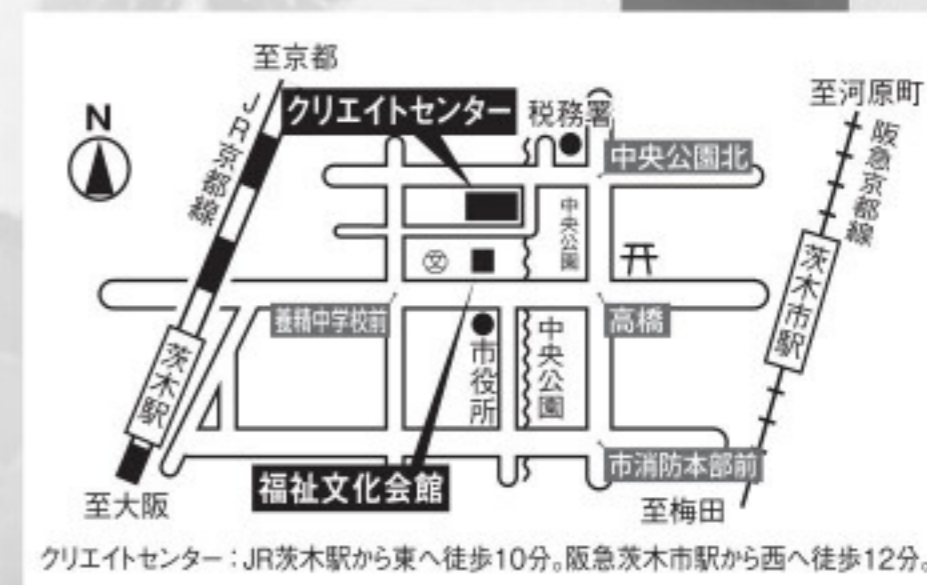 至京都
N
JR京都線
クリエイトセンター
税務署
中央公園北
至河原町
阪急京都線
中央公園
文
茨木市駅
養精中学校前
高橋
茨木駅
市役所
中央公園
市消防本部前
福祉文化会館
至大阪
至梅田
クリエイトセンター：JR茨木駅から東へ徒歩10分。阪急茨木市駅から西へ徒歩12分。